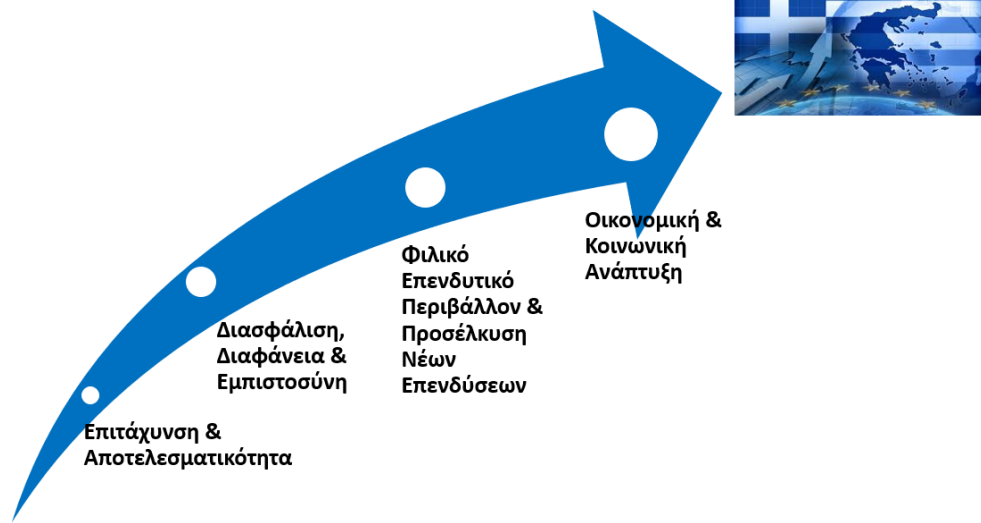 Επιτάχυνση &
Αποτελεσματικότητα
Διασφάλιση,
Διαφάνεια &
Εμπιστοσύνη
Φιλικό
Επενδυτικό
Περιβάλλον &
Προσέλκυση
Νέων
Επενδύσεων
Οικονομική &
Κοινωνική
Ανάπτυξη